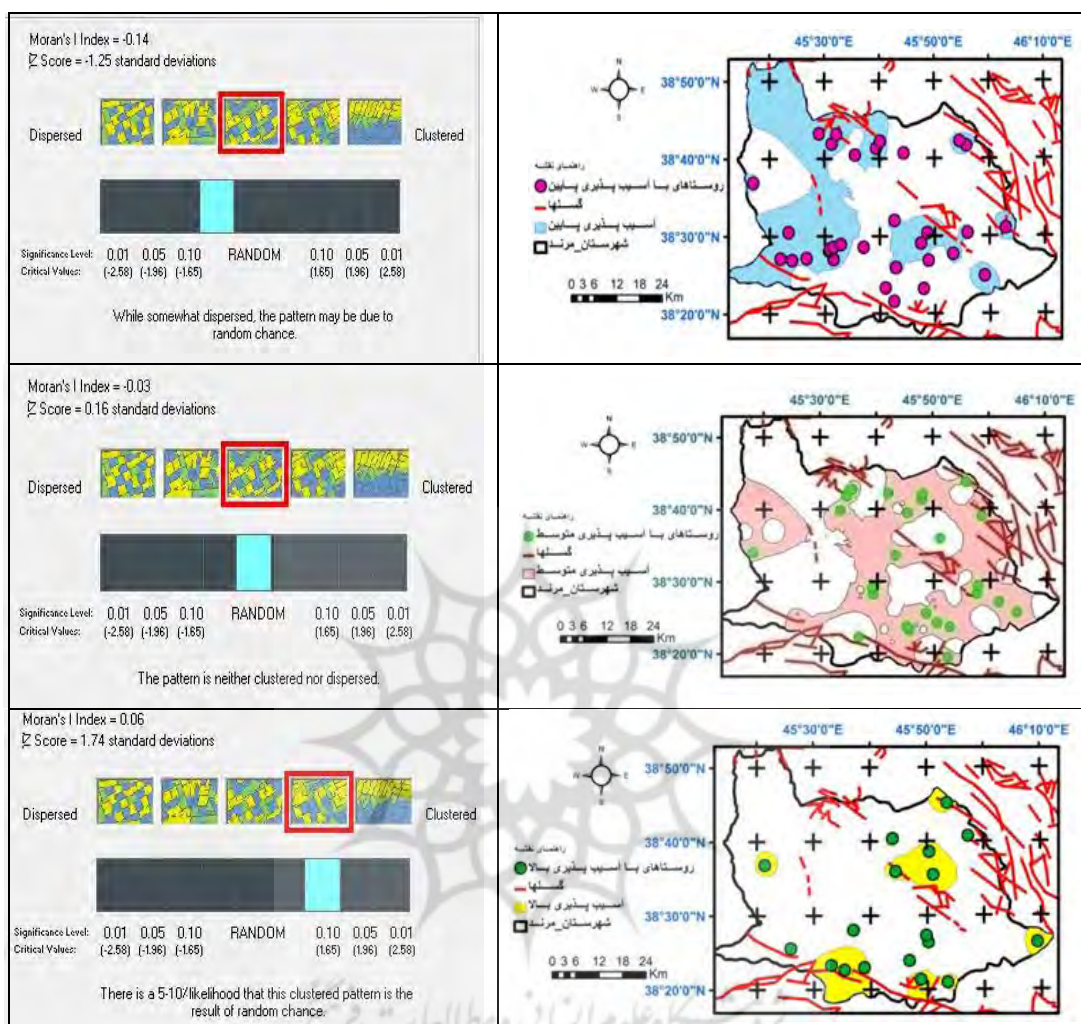 Moran's I Index = -0.14
Z Score = -1.25 standard deviations
Dispersed
Clustered
Significance Level: 0.01 0.05 0.10 RANDOM 0.10 0.05 0.01
Critical Values: (-2.58) (-1.96) (-1.65) (1.65) (1.96) (2.58)
While somewhat dispersed, the pattern may be due to
random chance.
45°30'0"E 45°50'0"E 46°10'0"E
38°50'0"N
38°40'0"N
38°30'0"N
38°20'0"N
N
W E
S
راهنمای نقشه
روستاهای با آسیب پذیری پایین
گسلها
آسیب پذیری پایین
شهرستان_مرند
0 3 6 12 18 24
Km
Moran's I Index = -0.03
Z Score = 0.16 standard deviations
Dispersed
Clustered
Significance Level: 0.01 0.05 0.10 RANDOM 0.10 0.05 0.01
Critical Values: (-2.58) (-1.96) (-1.65) (1.65) (1.96) (2.58)
The pattern is neither clustered nor dispersed.
45°30'0"E 45°50'0"E 46°10'0"E
38°50'0"N
38°40'0"N
38°30'0"N
38°20'0"N
N
W E
S
راهنمای نقشه
روستاهای با آسیب پذیری متوسط
گسلها
آسیب پذیری متوسط
شهرستان_مرند
0 3 6 12 18 24
Km
Moran's I Index = 0.06
Z Score = 1.74 standard deviations
Dispersed
Clustered
Significance Level: 0.01 0.05 0.10 RANDOM 0.10 0.05 0.01
Critical Values: (-2.58) (-1.96) (-1.65) (1.65) (1.96) (2.58)
There is a 5-10% likelihood that this clustered pattern is the
result of random chance.
45°30'0"E 45°50'0"E 46°10'0"E
38°50'0"N
38°40'0"N
38°30'0"N
38°20'0"N
N
W E
S
راهنمای نقشه
روستاهای با آسیب پذیری بالا
گسلها
آسیب پذیری بالا
شهرستان_مرند
0 3 6 12 18 24
Km